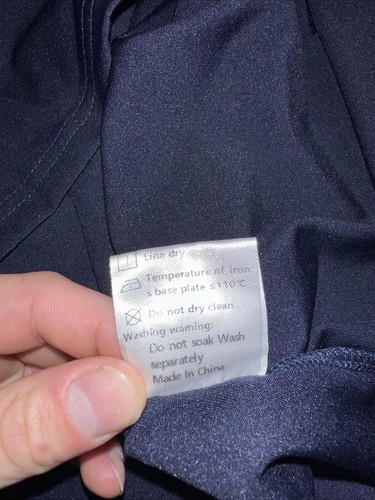 Line dry
Temperature of iron
s base plate ≤110℃
Do not dry clean
Washing warning:
Do not soak Wash
separately
Made In China